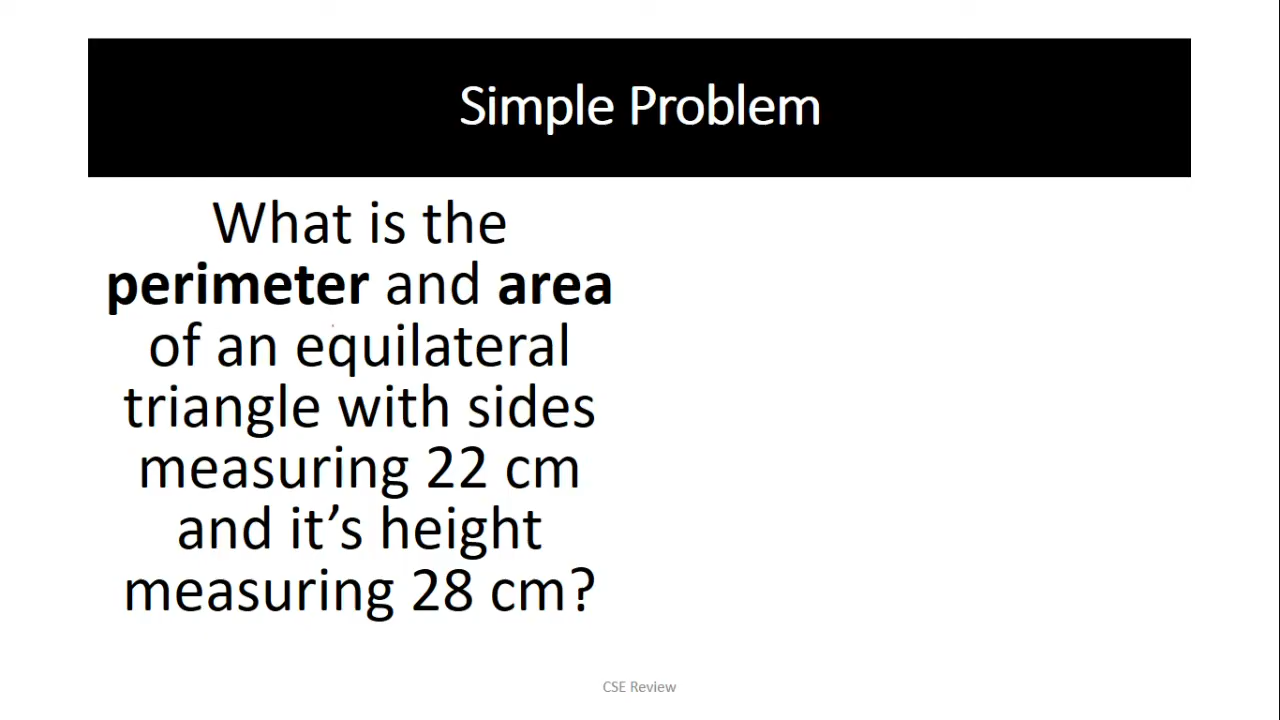 Simple Problem
What is the
perimeter and area
of an equilateral
triangle with sides
measuring 22 cm
and it’s height
measuring 28 cm?
CSE Review